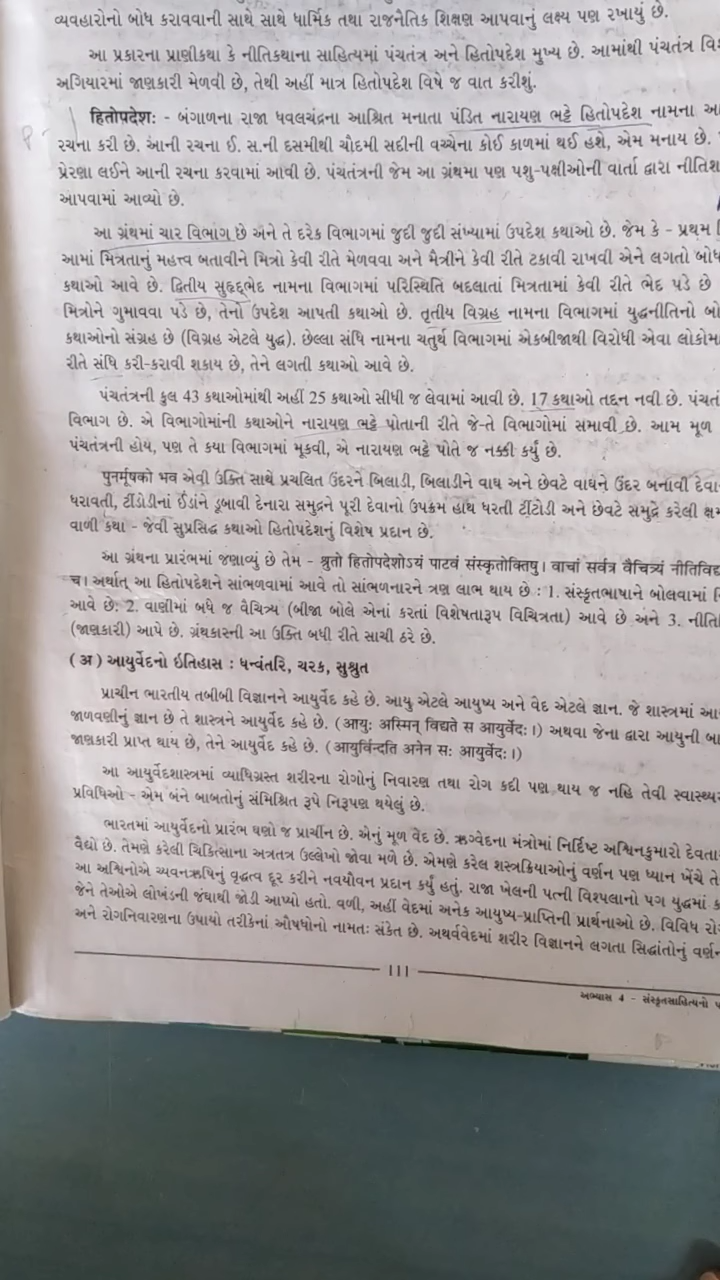 વ્યવહારોનો બોધ કરાવવાની સાથે સાથે ધાર્મિક તથા રાજનૈતિક શિક્ષણ આપવાનું લક્ષ્ય પણ રખાયું છે.
આ પ્રકારના પ્રાણીકથા કે નીતિકથાના સાહિત્યમાં પંચતંત્ર અને હિતોપદેશ મુખ્ય છે. આમાંથી પંચતંત્ર
અગિયારમાં જાણકારી મેળવી છે, તેથી અહીં માત્ર હિતોપદેશ વિષે જ વાત કરીશું.
हितोपदेशः - બંગાળના રાજા ધવલચંદ્રના આશ્રિત મનાતા પંડિત નારાયણ ભટ્ટે હિતોપદેશ નામના
રચના કરી છે. આની રચના ઈ. સ.ની દસમીથી ચૌદમી સદીની વચ્ચેના કોઈ કાળમાં થઈ હશે, એમ મનાય છે.
પ્રેરણા લઈને આની રચના કરવામાં આવી છે. પંચતંત્રની જેમ આ ગ્રંથમા પણ પશુ-પક્ષીઓની વાર્તા દ્વારા
આપવામાં આવ્યો છે.
આ ગ્રંથમાં ચાર વિભાગ છે અને તે દરેક વિભાગમાં જુદી જુદી સંખ્યામાં ઉપદેશ કથાઓ છે. જેમ કે - પ્રથમ
આમાં મિત્રતાનું મહત્ત્વ બતાવીને મિત્રો કેવી રીતે મેળવવા અને મૈત્રીને કેવી રીતે ટકાવી રાખવી એને લગતો
કથાઓ આવે છે. દ્વિતીય સુહૃદ્ભેદ નામના વિભાગમાં પરિસ્થિતિ બદલાતાં મિત્રતામાં કેવી રીતે ભેદ પડે છે
મિત્રોને ગુમાવવા પડે છે, તેનો ઉપદેશ આપતી કથાઓ છે. તૃતીય વિગ્રહ નામના વિભાગમાં યુદ્ધનીતિનો
કથાઓનો સંગ્રહ છે (વિગ્રહ એટલે યુદ્ધ). છેલ્લા સંધિ નામના ચતુર્થ વિભાગમાં એકબીજાથી વિરોધી એવા
રીતે સંધિ કરી-કરાવી શકાય છે, તેને લગતી કથાઓ આવે છે.
પંચતંત્રની કુલ 43 કથાઓમાંથી અહીં 25 કથાઓ સીધી જ લેવામાં આવી છે. 17 કથાઓ તદ્દન નવી છે.
વિભાગ છે. એ વિભાગોમાંની કથાઓને નારાયણ ભટ્ટે પોતાની રીતે જે-તે વિભાગોમાં સમાવી છે. આમ મૂળ
પંચતંત્રની હોય, પણ તે કયા વિભાગમાં મૂકવી, એ નારાયણ ભટ્ટે પોતે જ નક્કી કર્યું છે.
पुनर्मूषको भव એવી ઉક્તિ સાથે પ્રચલિત ઉંદરને બિલાડી, બિલાડીને વાઘ અને છેવટે વાઘને ઉંદર બનાવી
ધરાવતી, ટીંડોડીનાં ઈંડાંને ડૂબાવી દેનારા સમુદ્રને પૂરી દેવાનો ઉપક્રમ હાથ ધરતી ટીંટોડી અને છેવટે સમુદ્રે કરેલી
વાળી કથા - જેવી સુપ્રસિદ્ધ કથાઓ હિતોપદેશનું વિશેષ પ્રદાન છે.
આ ગ્રંથના પ્રારંભમાં જણાવ્યું છે તેમ - श्रुतो हितोपदेशोऽयं पाटवं संस्कृतोक्तिषु। वाचां सर्वत्र वैचित्र्यं
च। અર્થાત્ આ હિતોપદેશને સાંભળવામાં આવે તો સાંભળનારને ત્રણ લાભ થાય છે : 1. સંસ્કૃતભાષાને બોલવામાં
આવે છે. 2. વાણીમાં બધે જ વૈચિત્ર્ય (બીજા બોલે એનાં કરતાં વિશેષતારૂપ વિચિત્રતા) આવે છે અને 3.
(જાણકારી) આપે છે. ગ્રંથકારની આ ઉક્તિ બધી રીતે સાચી ઠરે છે.
(अ) આયુર્વેદનો ઇતિહાસ : ધન્વંતરિ, ચરક, સુશ્રુત
પ્રાચીન ભારતીય તબીબી વિજ્ઞાનને આયુર્વેદ કહે છે. આયુ એટલે આયુષ્ય અને વેદ એટલે જ્ઞાન. જે શાસ્ત્રમાં
જાળવણીનું જ્ઞાન છે તે શાસ્ત્રને આયુર્વેદ કહે છે. (आयुः अस्मिन् विद्यते स आयुर्वेदः।) અથવા જેના દ્વારા આયુની
જાણકારી પ્રાપ્ત થાય છે, તેને આયુર્વેદ કહે છે. (आयुर्विन्दति अनेन सः आयुर्वेदः।)
આ આયુર્વેદશાસ્ત્રમાં વ્યાધિગ્રસ્ત શરીરના રોગોનું નિવારણ તથા રોગ કદી પણ થાય જ નહિ તેવી
પ્રવિધિઓ - એમ બંને બાબતોનું સંમિશ્રિત રૂપે નિરૂપણ થયેલું છે.
ભારતમાં આયુર્વેદનો પ્રારંભ ઘણો જ પ્રાચીન છે. એનું મૂળ વેદ છે. ઋગ્વેદના મંત્રોમાં નિર્દિષ્ટ અશ્વિનકુમારો
વૈદ્યો છે. તેમણે કરેલી ચિકિત્સાના અત્રતત્ર ઉલ્લેખો જોવા મળે છે. એમણે કરેલ શસ્ત્રક્રિયાઓનું વર્ણન પણ ધ્યાન ખેંચે
આ અશ્વિનોએ ચ્યવનઋષિનું વૃદ્ધત્વ દૂર કરીને નવયૌવન પ્રદાન કર્યું હતું. રાજા ખેલની પત્ની વિશ્પલાનો પગ યુદ્ધમાં
જેને તેઓએ લોખંડની જંઘાથી જોડી આપ્યો હતો. વળી, અહીં વેદમાં અનેક આયુષ્ય-પ્રાપ્તિની પ્રાર્થનાઓ છે. વિવિધ
અને રોગનિવારણના ઉપાયો તરીકેનાં ઔષધોનો નામતઃ સંકેત છે. અથર્વવેદમાં શરીર વિજ્ઞાનને લગતા સિદ્ધાંતોનું
111
અભ્યાસ 4 - સંસ્કૃતસાહિત્યનો